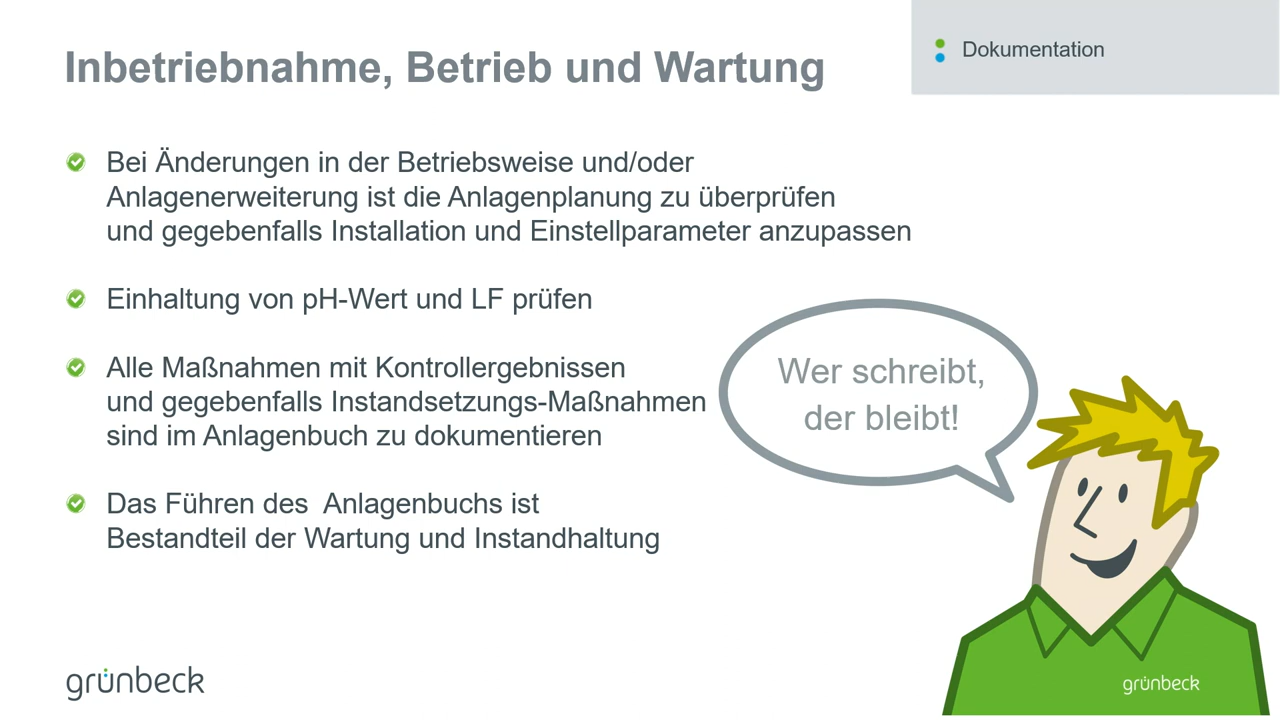 Inbetriebnahme, Betrieb und Wartung
Dokumentation
Bei Änderungen in der Betriebsweise und/oder
Anlagenerweiterung ist die Anlagenplanung zu überprüfen
und gegebenfalls Installation und Einstellparameter anzupassen
Einhaltung von pH-Wert und LF prüfen
Alle Maßnahmen mit Kontrollergebnissen
und gegebenfalls Instandsetzungs-Maßnahmen
sind im Anlagenbuch zu dokumentieren
Das Führen des  Anlagenbuchs ist
Bestandteil der Wartung und Instandhaltung
Wer schreibt,
der bleibt!
grünbeck
grünbeck